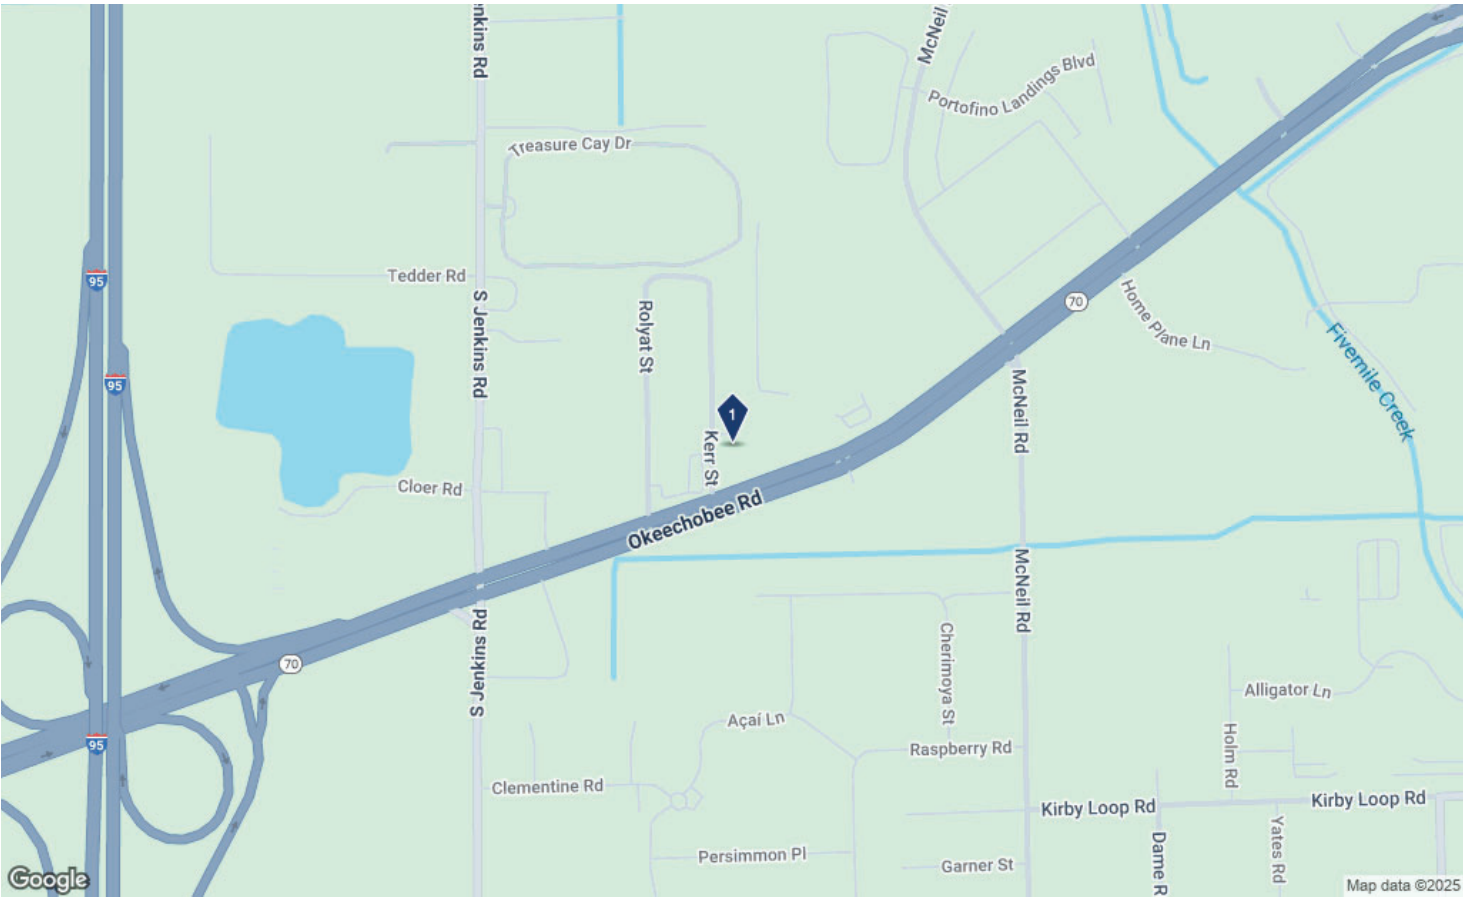 enkins Rd
McNeil
Portofino Landings Blvd
Treasure Cay Dr
Tedder Rd
95
S Jenkins Rd
Rolyat St
70
Home Plane Ln
Fivemile Creek
95
1
McNeil Rd
Kerr St
Cloer Rd
Okeechobee Rd
McNeil Rd
S Jenkins Rd
70
Cherimoya St
Alligator Ln
Açaí Ln
95
Raspberry Rd
Holm Rd
Clementine Rd
Kirby Loop Rd
Kirby Loop Rd
Persimmon Pl
Garner St
Dame R
Yates Rd
Google
Map data ©2025